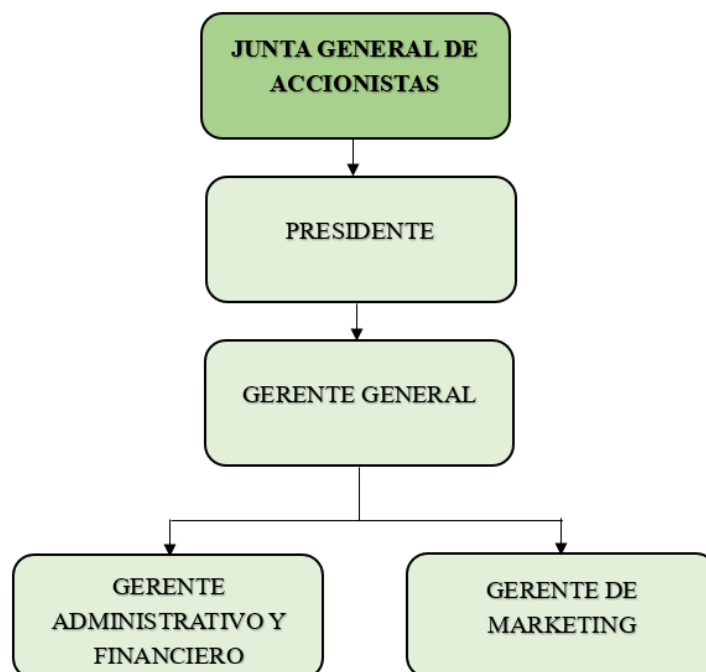 JUNTA GENERAL DE
ACCIONISTAS
PRESIDENTE
GERENTE GENERAL
GERENTE
ADMINISTRATIVO Y
FINANCIERO
GERENTE DE
MARKETING